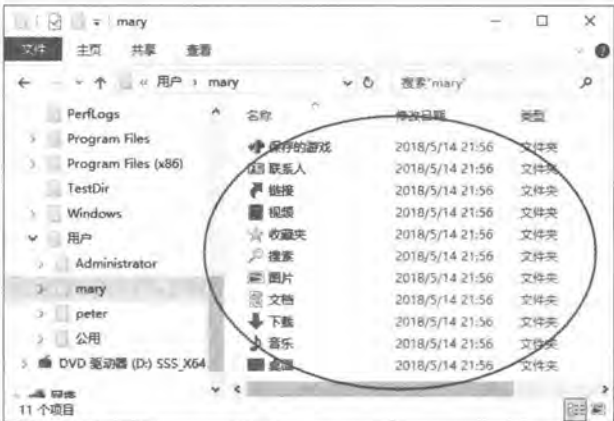 mary
文件 主页 共享 查看
« 用户 › mary
搜索"mary"
PerfLogs
Program Files
Program Files (x86)
TestDir
Windows
用户
Administrator
mary
peter
公用
DVD 驱动器 (D:) SSS_X64
网络
名称 修改日期 类型
保存的游戏 2018/5/14 21:56 文件夹
联系人 2018/5/14 21:56 文件夹
链接 2018/5/14 21:56 文件夹
视频 2018/5/14 21:56 文件夹
收藏夹 2018/5/14 21:56 文件夹
搜索 2018/5/14 21:56 文件夹
图片 2018/5/14 21:56 文件夹
文档 2018/5/14 21:56 文件夹
下载 2018/5/14 21:56 文件夹
音乐 2018/5/14 21:56 文件夹
桌面 2018/5/14 21:56 文件夹
11 个项目